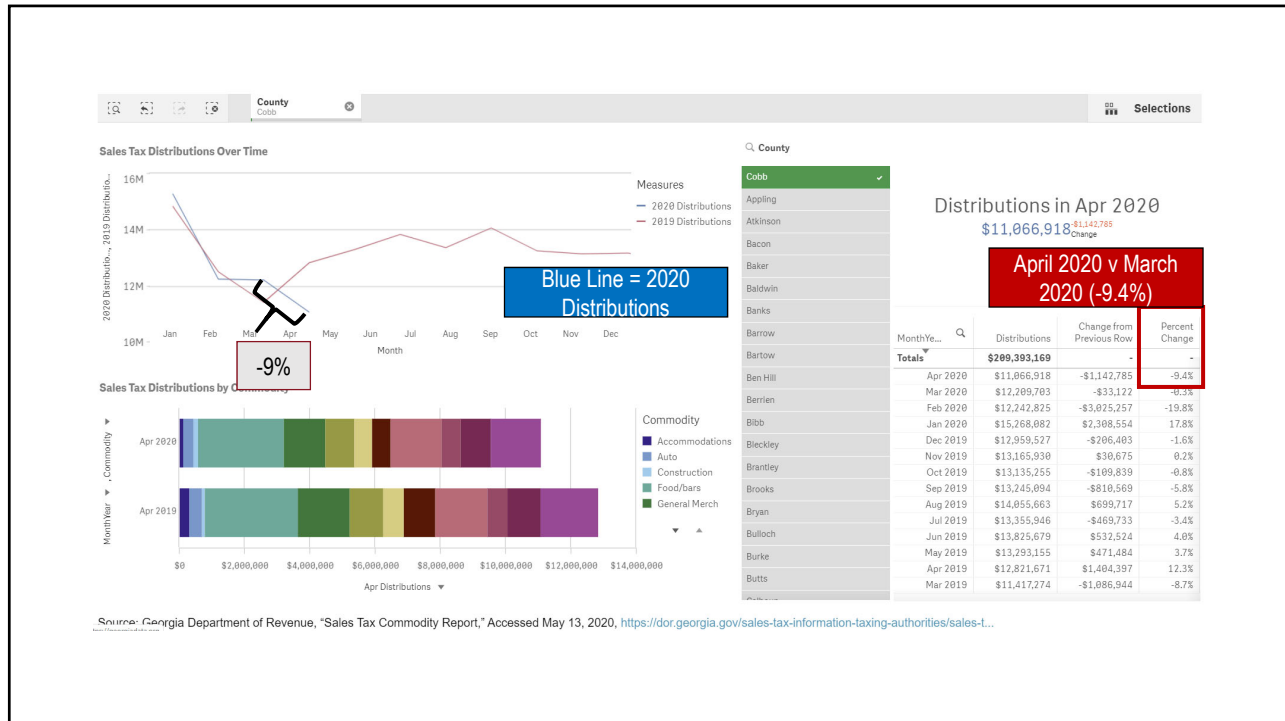 County
Cobb
Selections
Sales Tax Distributions Over Time
2020 Distributio..., 2019 Distributio...
16M
14M
12M
10M
Jan Feb Mar Apr May Jun Jul Aug Sep Oct Nov Dec
Month
Measures
2020 Distributions
2019 Distributions
Blue Line = 2020
Distributions
-9%
Sales Tax Distributions by Commodity
MonthYear , Commodity
Apr 2020
Apr 2019
$0 $2,000,000 $4,000,000 $6,000,000 $8,000,000 $10,000,000 $12,000,000 $14,000,000
Apr Distributions
Commodity
Accommodations
Auto
Construction
Food/bars
General Merch
County
Cobb
Appling
Atkinson
Bacon
Baker
Baldwin
Banks
Barrow
Bartow
Ben Hill
Berrien
Bibb
Bleckley
Brantley
Brooks
Bryan
Bulloch
Burke
Butts
Calhoun
Distributions in Apr 2020
$11,066,918 -$1,142,785
Change
April 2020 v March
2020 (-9.4%)
MonthYe... Distributions Change from Previous Row Percent Change
Totals $209,393,169 - -
Apr 2020 $11,066,918 -$1,142,785 -9.4%
Mar 2020 $12,209,703 -$33,122 -0.3%
Feb 2020 $12,242,825 -$3,025,257 -19.8%
Jan 2020 $15,268,082 $2,308,554 17.8%
Dec 2019 $12,959,527 -$206,403 -1.6%
Nov 2019 $13,165,930 $30,675 0.2%
Oct 2019 $13,135,255 -$109,839 -0.8%
Sep 2019 $13,245,094 -$810,569 -5.8%
Aug 2019 $14,055,663 $699,717 5.2%
Jul 2019 $13,355,946 -$469,733 -3.4%
Jun 2019 $13,825,679 $532,524 4.0%
May 2019 $13,293,155 $471,484 3.7%
Apr 2019 $12,821,671 $1,404,397 12.3%
Mar 2019 $11,417,274 -$1,086,944 -8.7%
Source: Georgia Department of Revenue, “Sales Tax Commodity Report,” Accessed May 13, 2020, https://dor.georgia.gov/sales-tax-information-taxing-authorities/sales-t...